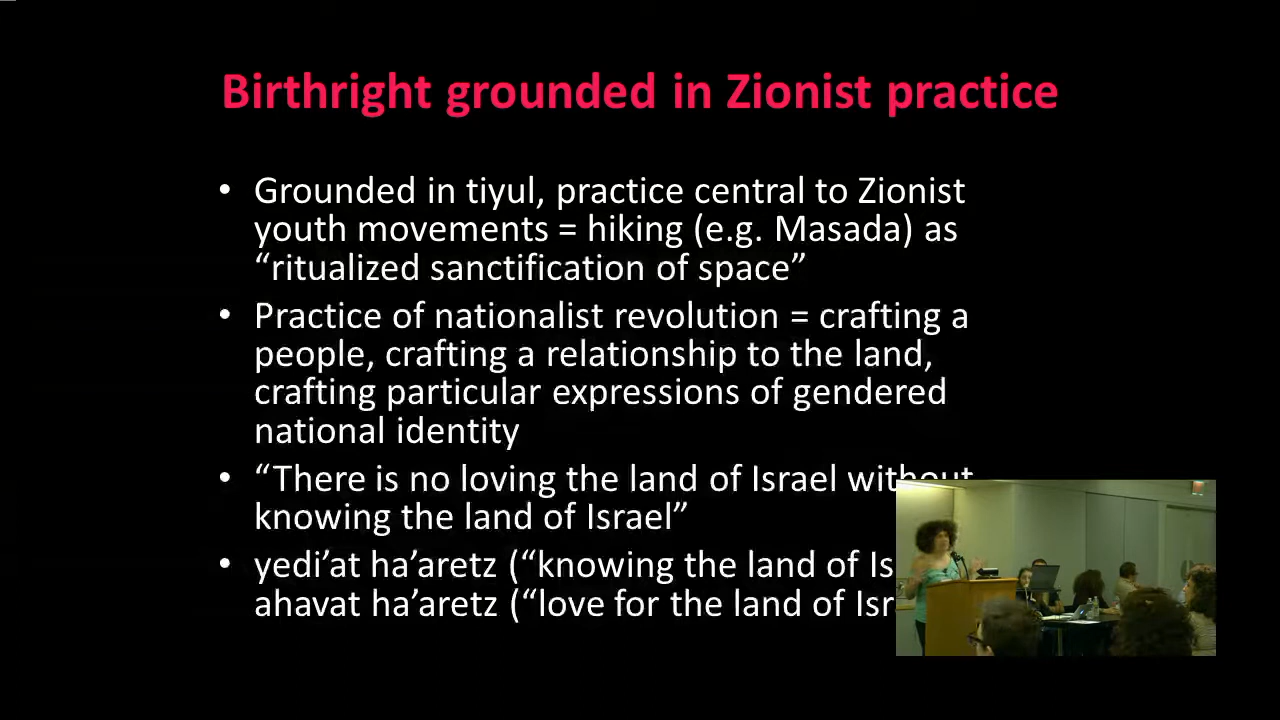 Birthright grounded in Zionist practice
• Grounded in tiyul, practice central to Zionist
youth movements = hiking (e.g. Masada) as
“ritualized sanctification of space”
• Practice of nationalist revolution = crafting a
people, crafting a relationship to the land,
crafting particular expressions of gendered
national identity
• “There is no loving the land of Israel without
knowing the land of Israel”
• yedi’at ha’aretz (“knowing the land of
ahavat ha’aretz (“love for the land of